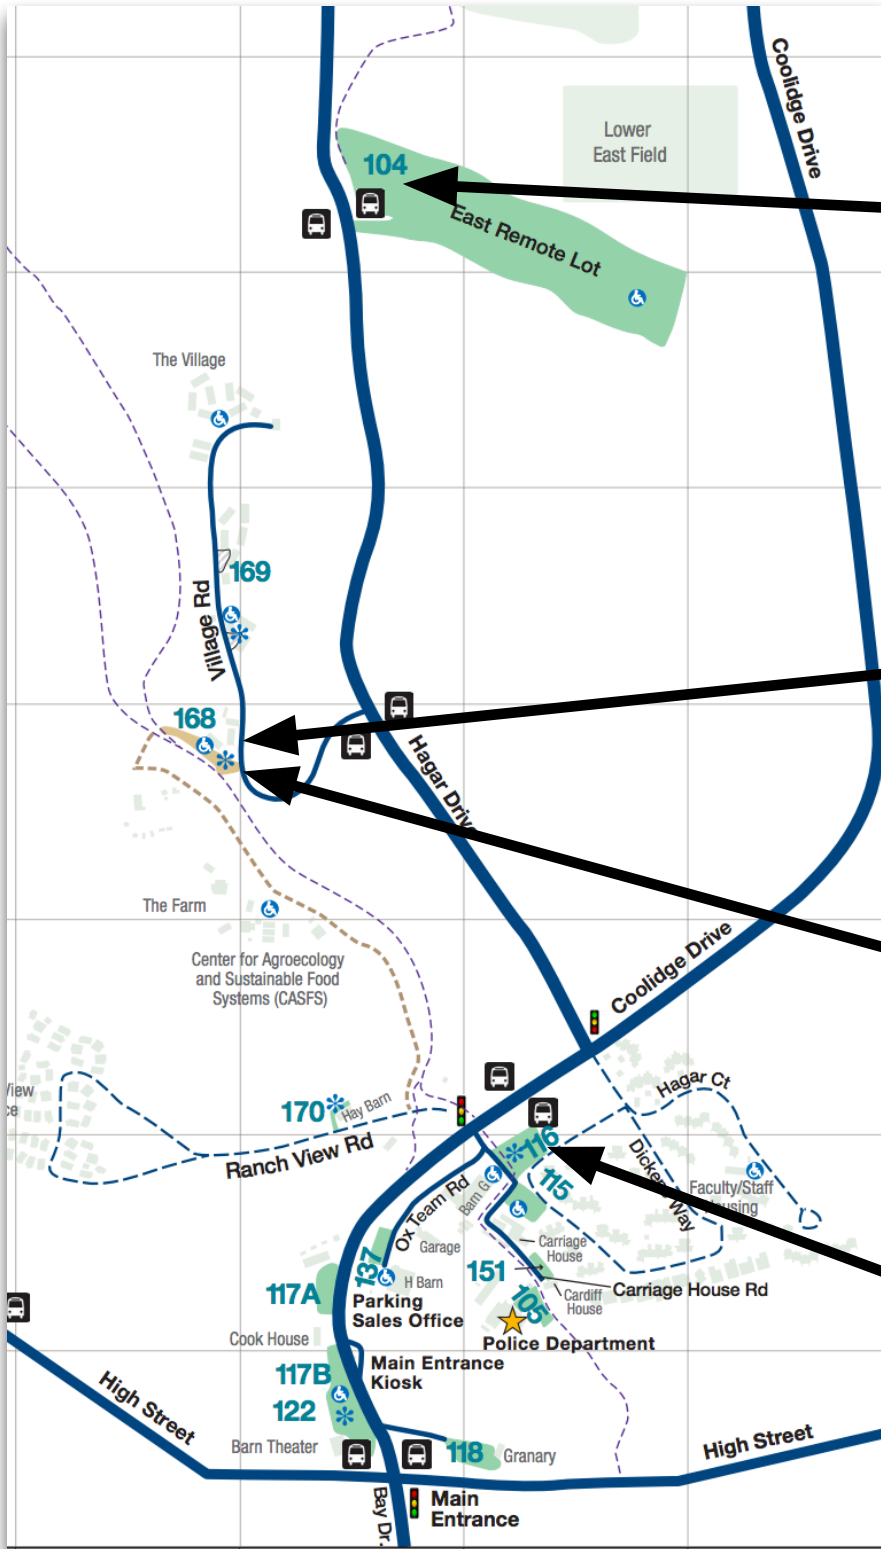 Coolidge Drive
Lower
East Field
104
East Remote Lot
The Village
169
Village Rd
168
Hagar Drive
The Farm
Center for Agroecology
and Sustainable Food
Systems (CASFS)
Coolidge Drive
Hagar Ct
170
Hay Barn
Ranch View Rd
116
115
Dickens Way
Faculty/Staff
Ox Team Rd
Barn G
Garage
Carriage
House
151
Carriage House Rd
137
H Barn
Cardiff
House
105
117A
Parking
Sales Office
Police Department
Cook House
117B
Main Entrance
Kiosk
122
High Street
Barn Theater
118
Granary
High Street
Bay Dr.
Main
Entrance